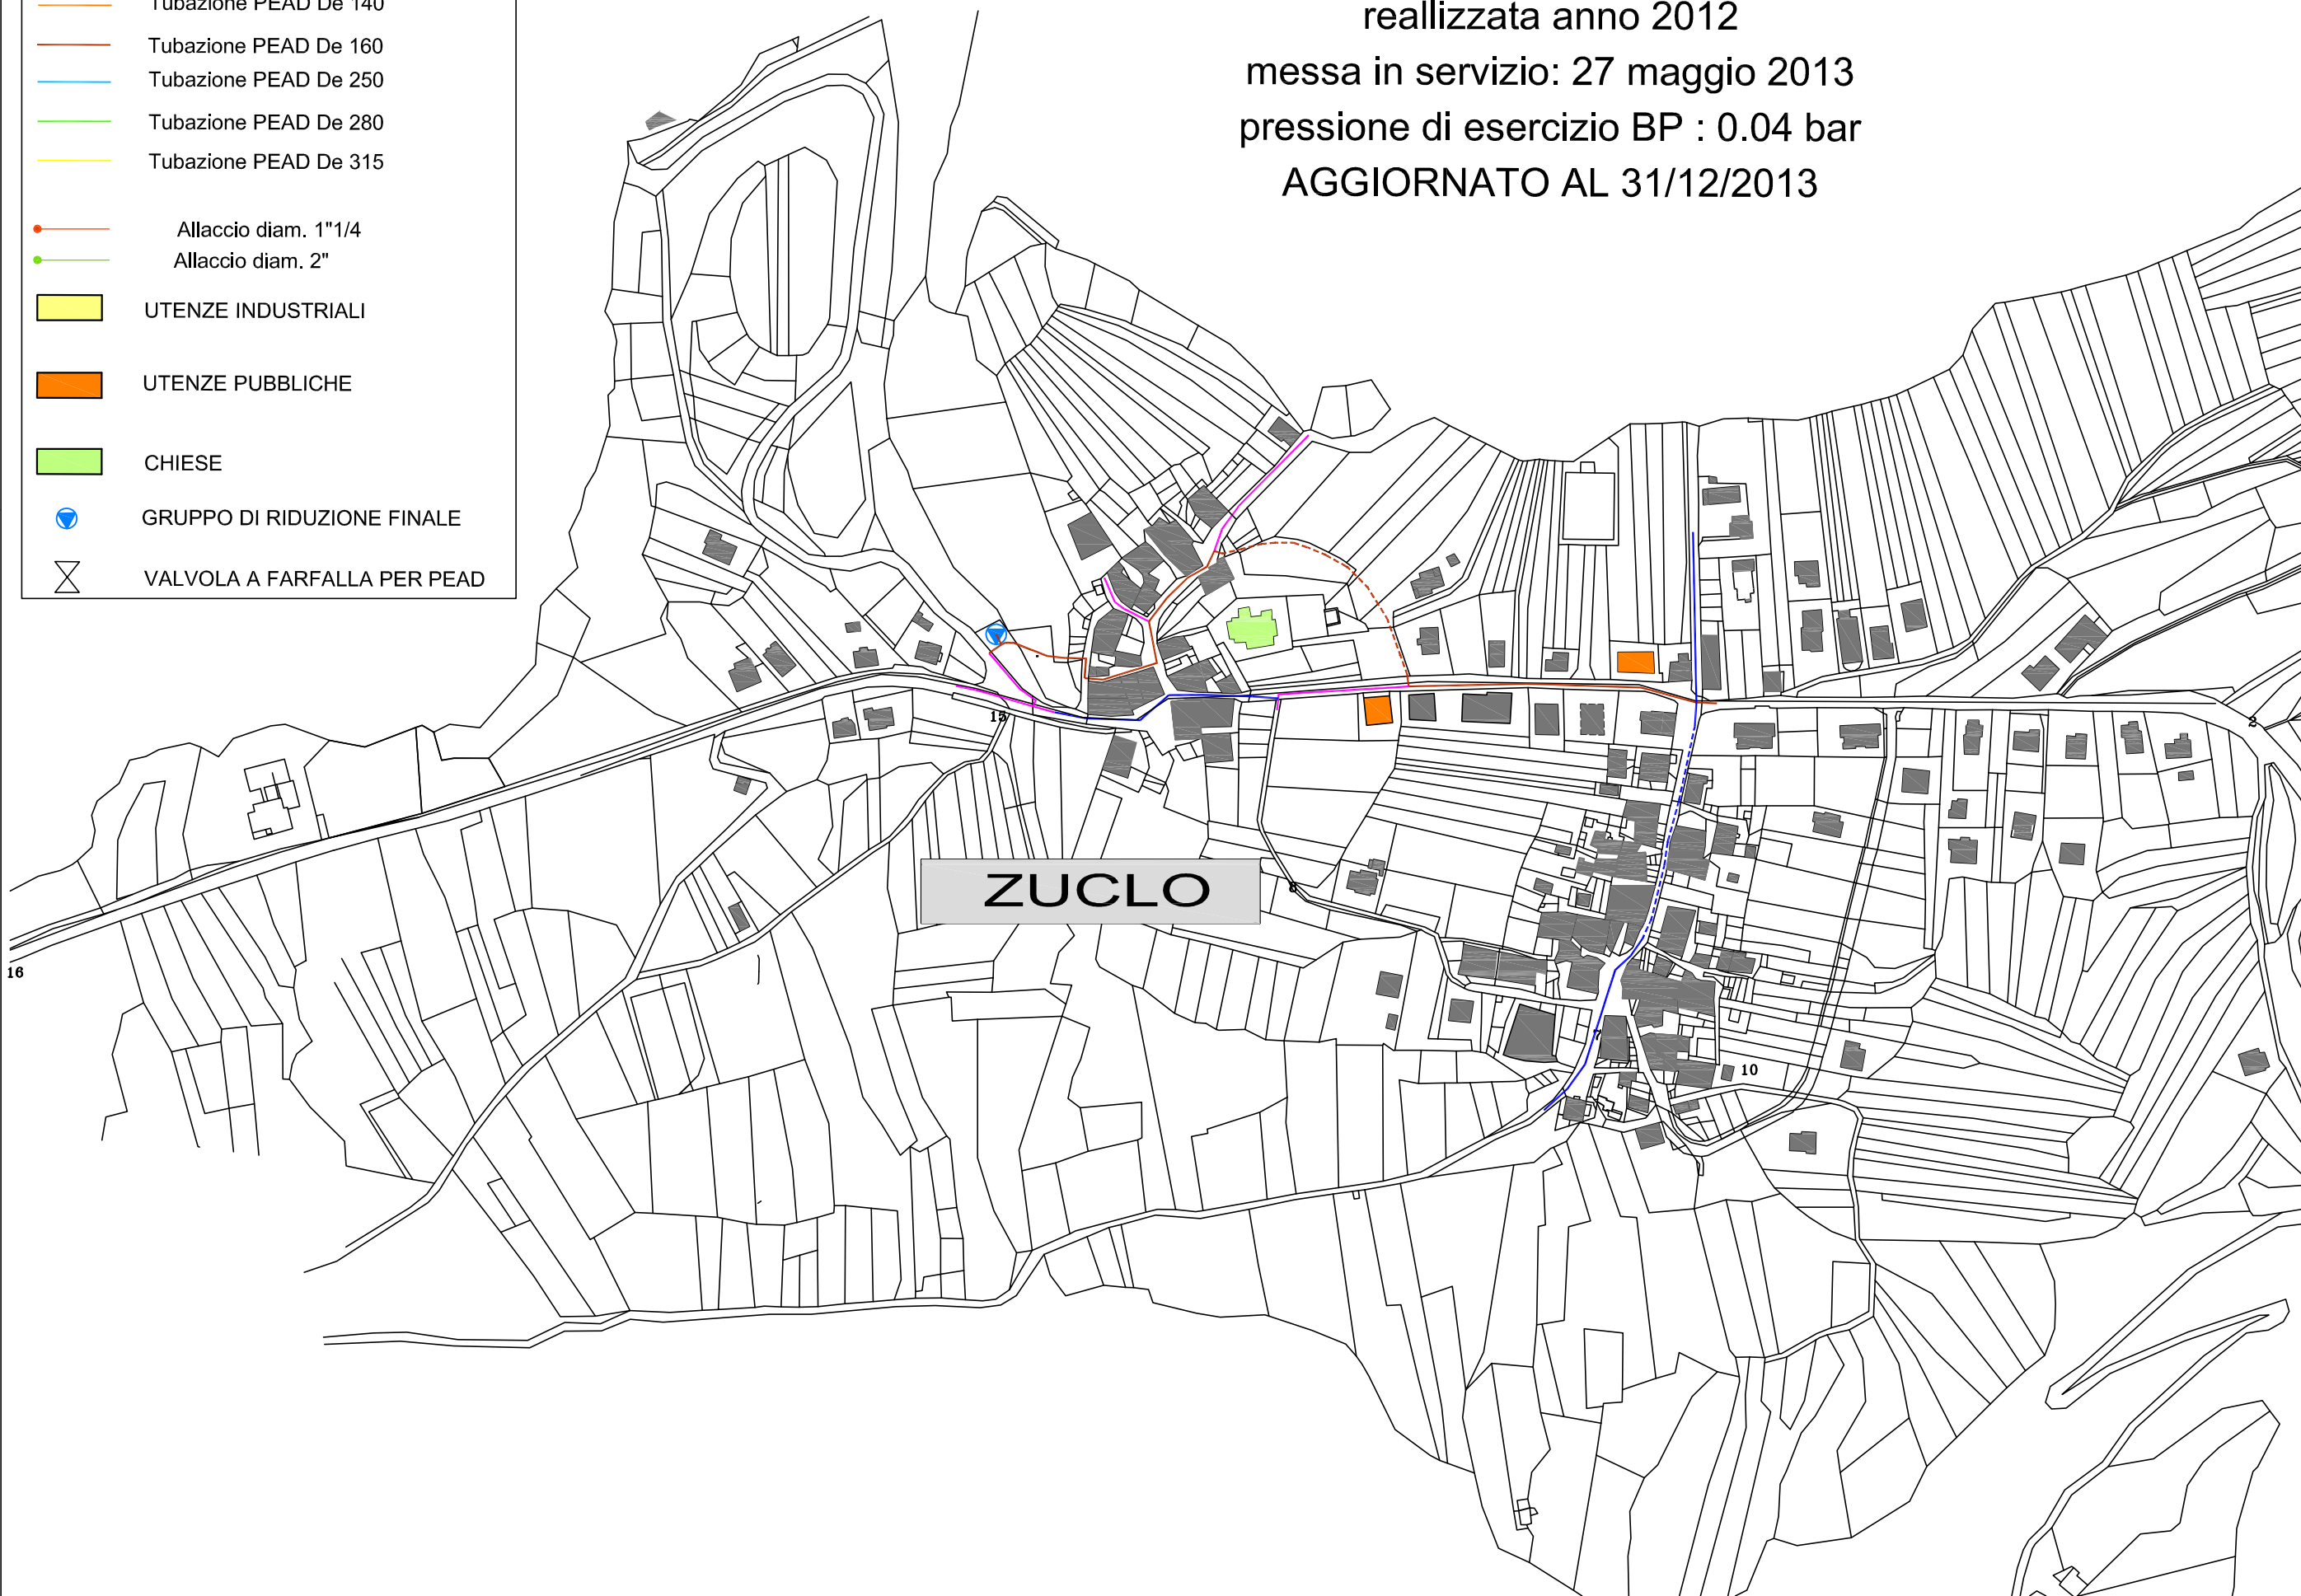 Tubazione PEAD De 140
Tubazione PEAD De 160
Tubazione PEAD De 250
Tubazione PEAD De 280
Tubazione PEAD De 315
Allaccio diam. 1"1/4
Allaccio diam. 2"
UTENZE INDUSTRIALI
UTENZE PUBBLICHE
CHIESE
GRUPPO DI RIDUZIONE FINALE
VALVOLA A FARFALLA PER PEAD
reallizzata anno 2012
messa in servizio: 27 maggio 2013
pressione di esercizio BP : 0.04 bar
AGGIORNATO AL 31/12/2013
15
2
ZUCLO
8
16
7
10